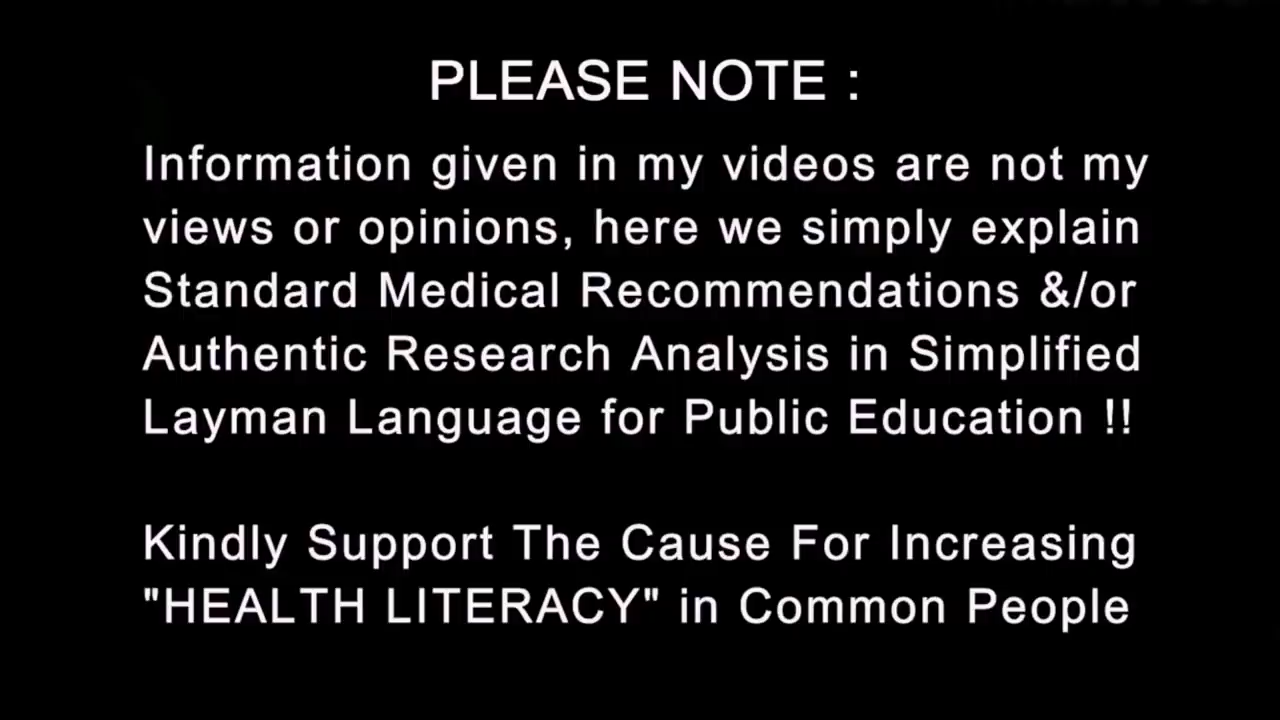 PLEASE NOTE :
Information given in my videos are not my
views or opinions, here we simply explain
Standard Medical Recommendations &/or
Authentic Research Analysis in Simplified
Layman Language for Public Education !!
Kindly Support The Cause For Increasing
"HEALTH LITERACY" in Common People